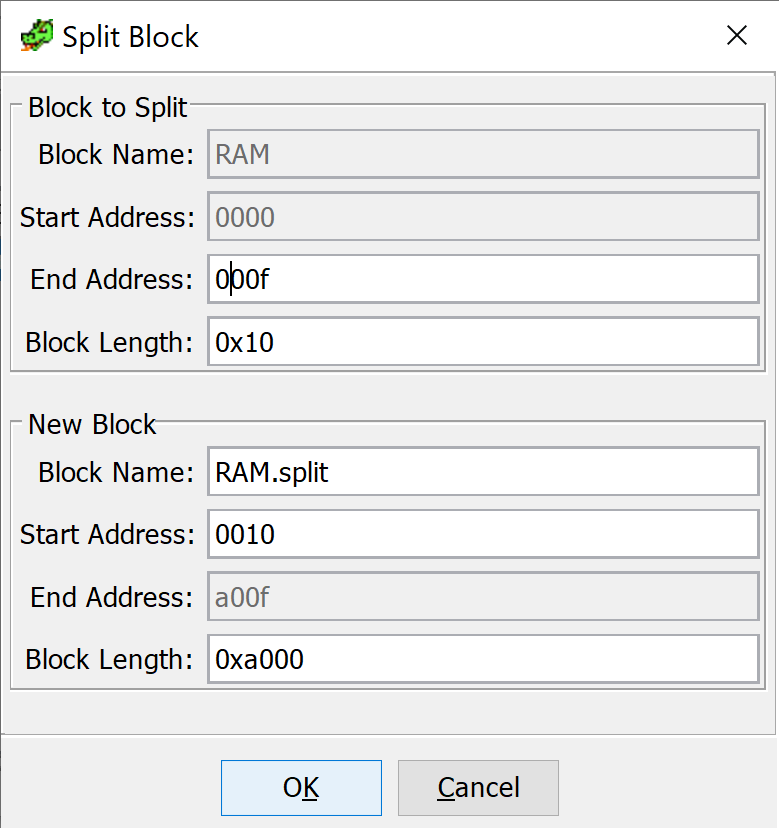 Split Block
Block to Split
Block Name: RAM
Start Address: 0000
End Address: 000f
Block Length: 0x10
New Block
Block Name: RAM.split
Start Address: 0010
End Address: a00f
Block Length: 0xa000
OK Cancel